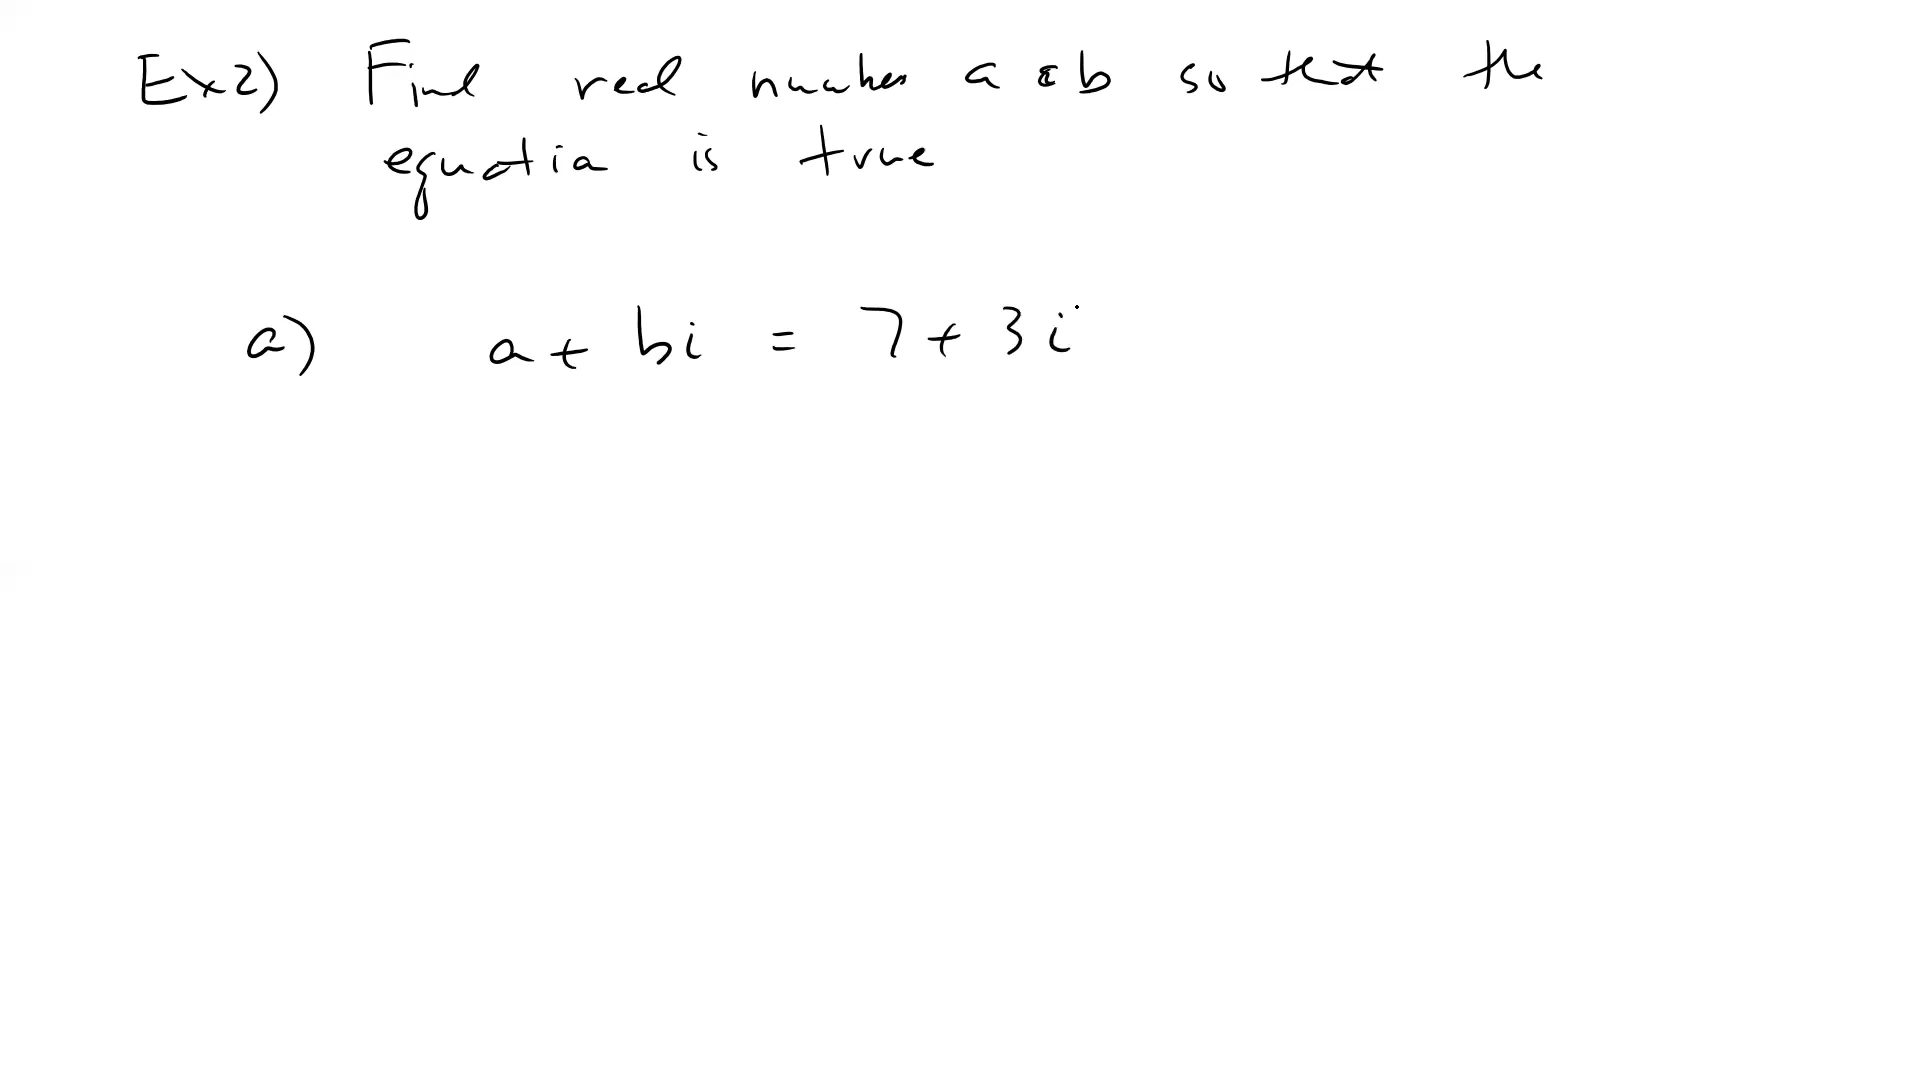 Ex2) Find real numbers a & b so that the
equation is true
a) a + bi = 7 + 3i